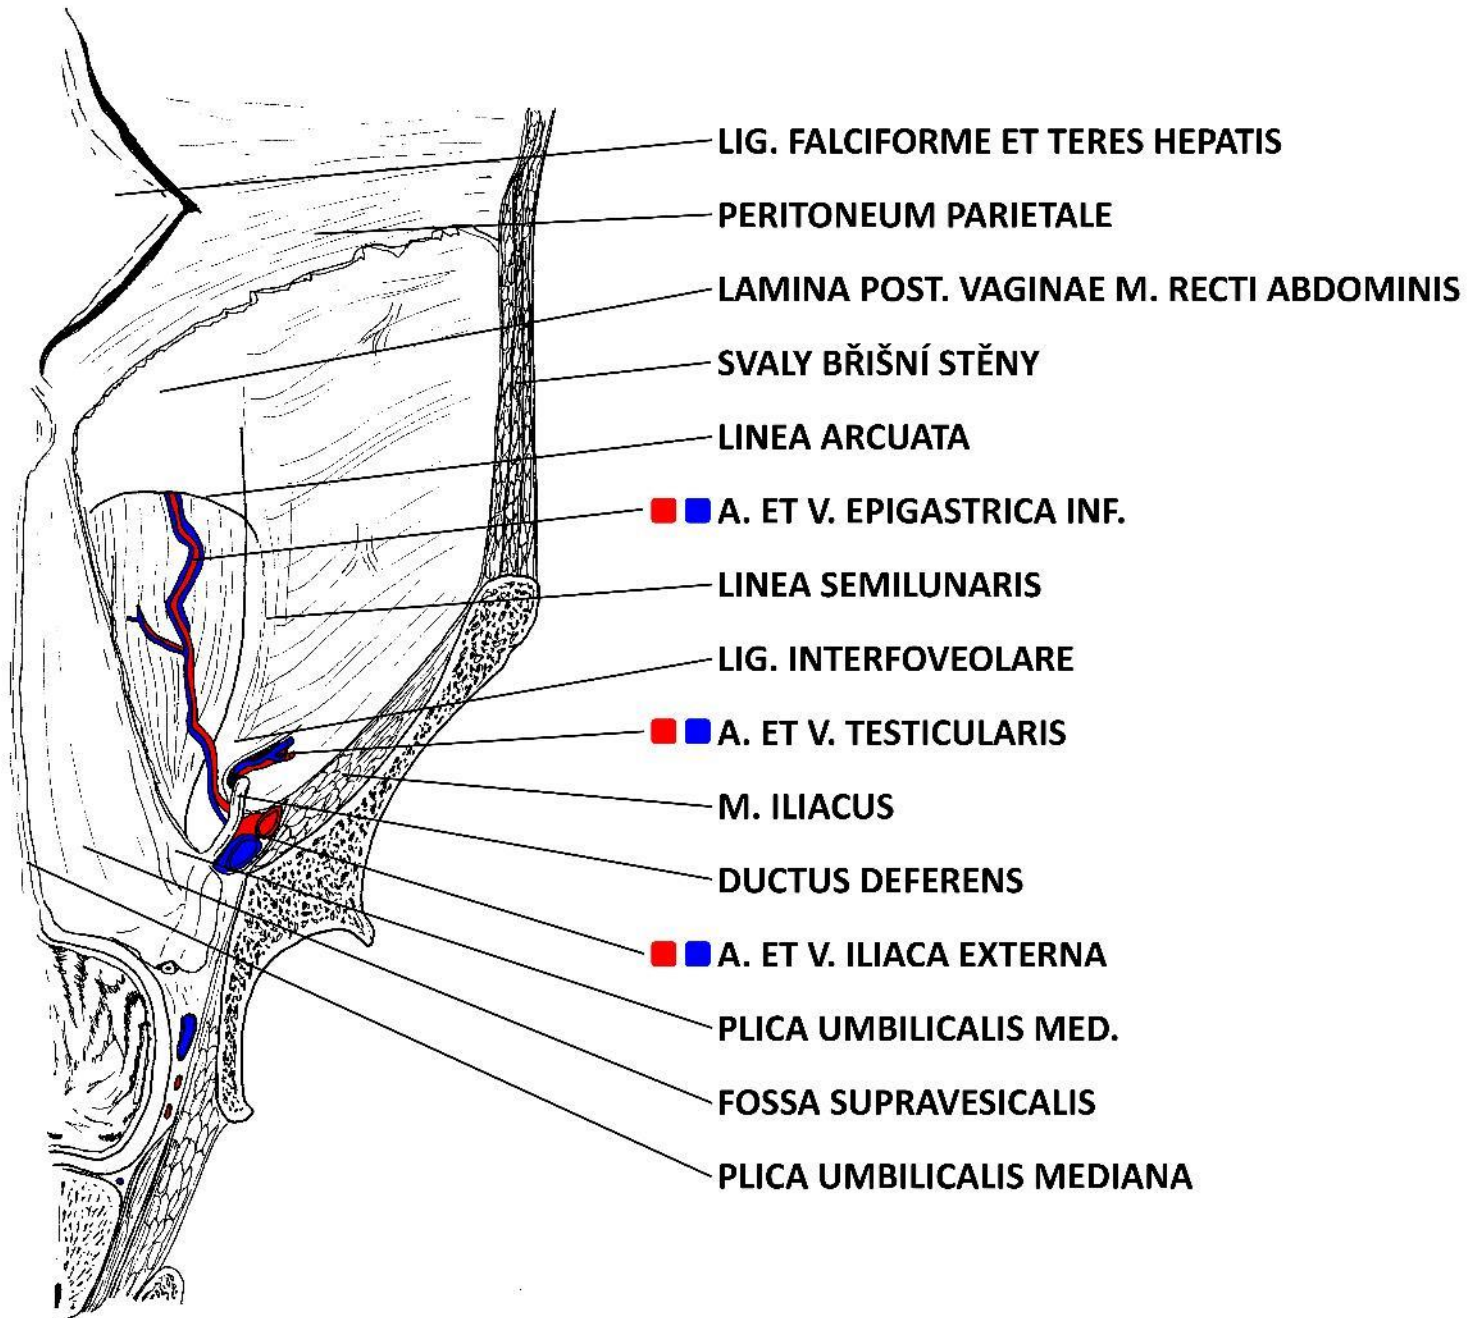 LIG. FALCIFORME ET TERES HEPATIS
PERITONEUM PARIETALE
LAMINA POST. VAGINAE M. RECTI ABDOMINIS
SVALY BŘIŠNÍ STĚNY
LINEA ARCUATA
A. ET V. EPIGASTRICA INF.
LINEA SEMILUNARIS
LIG. INTERFOVEOLARE
A. ET V. TESTICULARIS
M. ILIACUS
DUCTUS DEFERENS
A. ET V. ILIACA EXTERNA
PLICA UMBILICALIS MED.
FOSSA SUPRAVESICALIS
PLICA UMBILICALIS MEDIANA